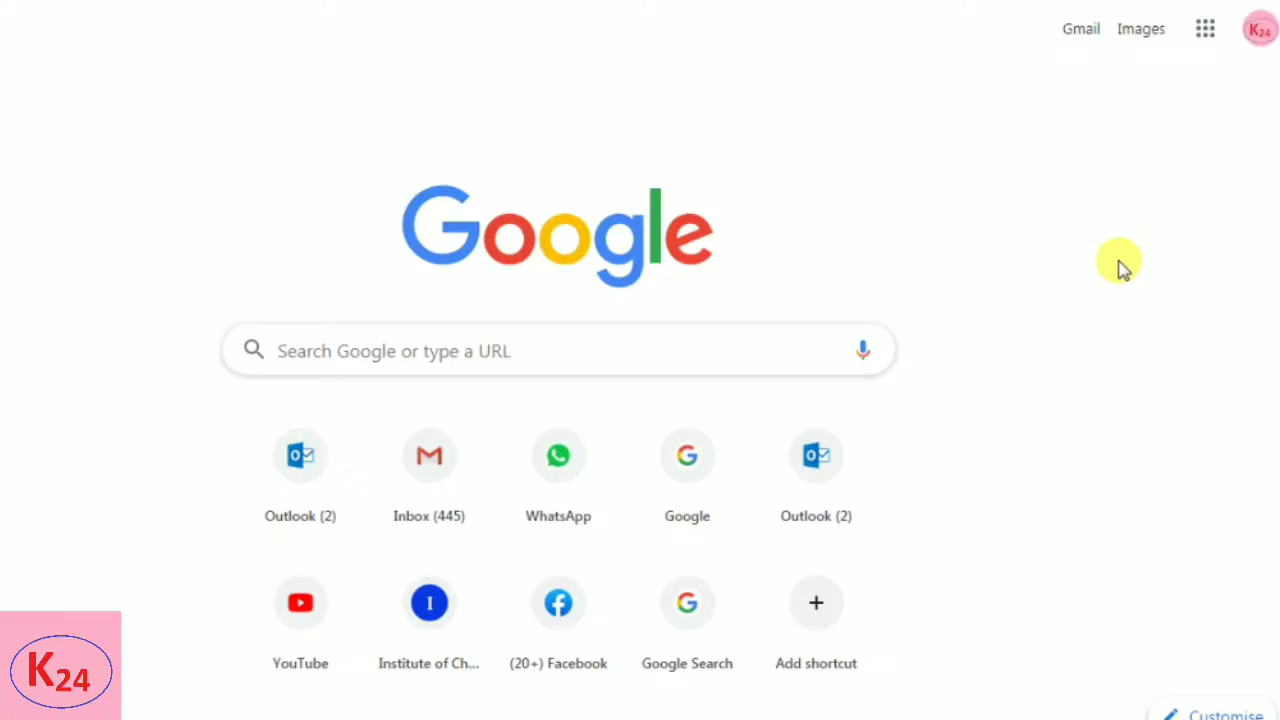 Gmail Images K24
Google
Search Google or type a URL
Outlook (2) Inbox (445) WhatsApp Google Outlook (2)
I
YouTube Institute of Ch... (20+) Facebook Google Search Add shortcut
K24
Customise